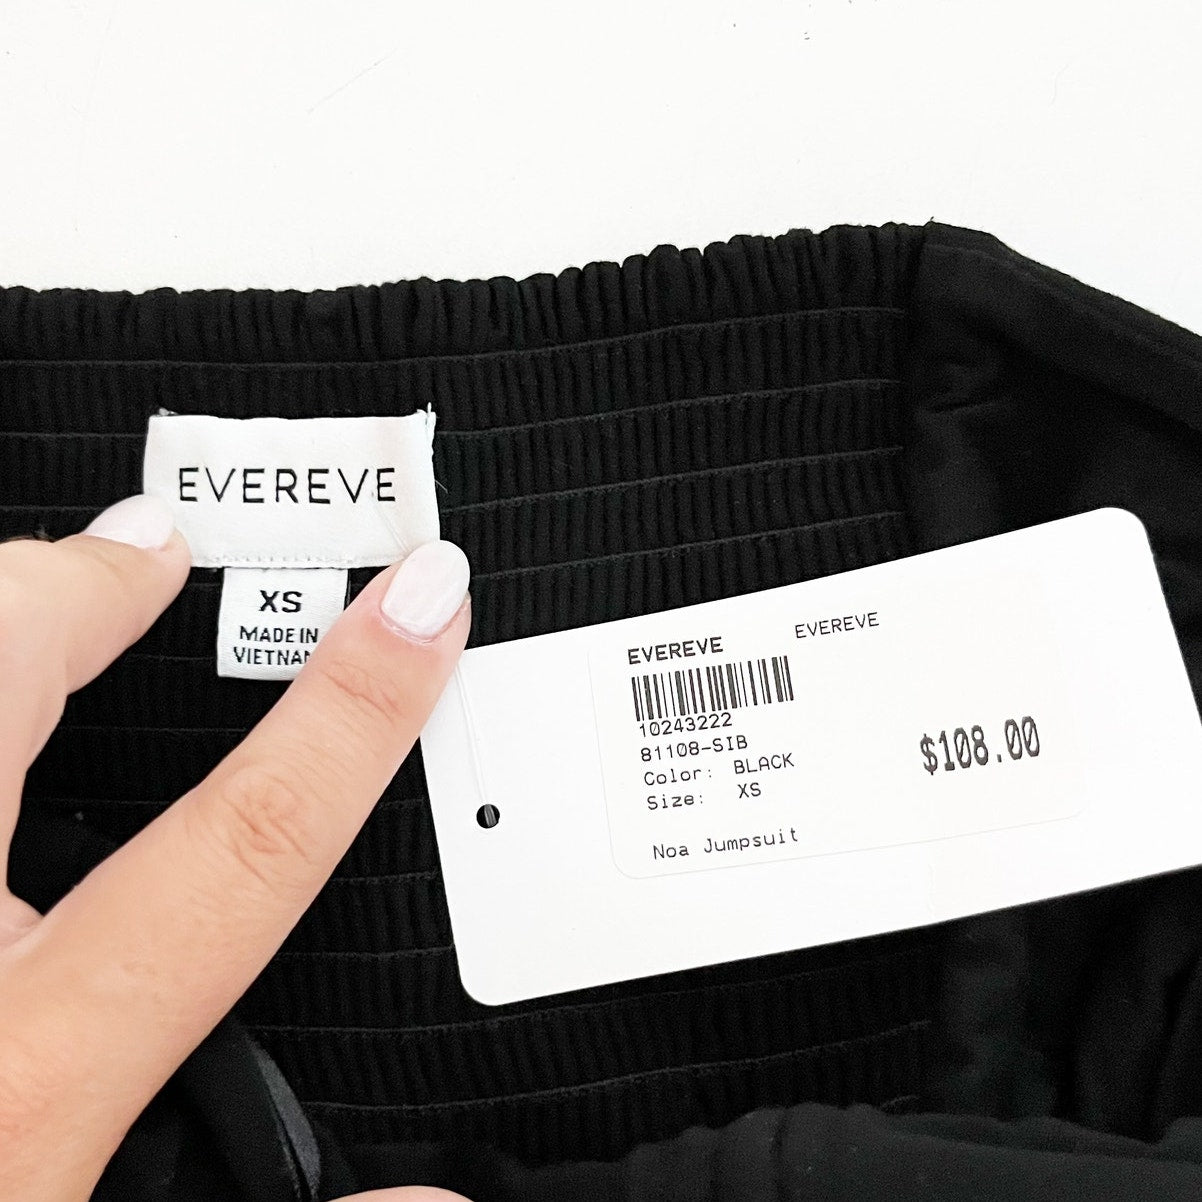 EVEREVE
XS
MADE IN
VIETNAM
EVEREVE EVEREVE
10243222
81108-SIB
Color: BLACK
Size: XS
$108.00
Noa Jumpsuit